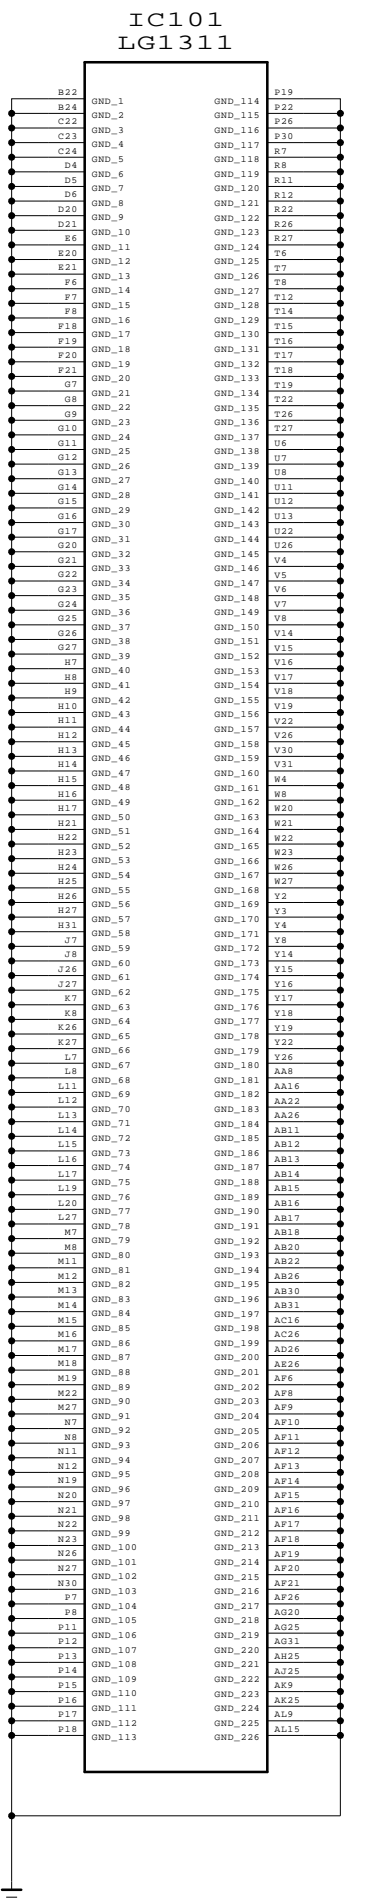 IC101
LG1311
B22 GND_1 GND_114 P19
B24 GND_2 GND_115 P22
C22 GND_3 GND_116 P26
C23 GND_4 GND_117 P30
C24 GND_5 GND_118 R7
D4 GND_6 GND_119 R8
D5 GND_7 GND_120 R11
D6 GND_8 GND_121 R12
D20 GND_9 GND_122 R22
D21 GND_10 GND_123 R26
E6 GND_11 GND_124 R27
E20 GND_12 GND_125 T6
E21 GND_13 GND_126 T7
F6 GND_14 GND_127 T8
F7 GND_15 GND_128 T12
F8 GND_16 GND_129 T14
F18 GND_17 GND_130 T15
F19 GND_18 GND_131 T16
F20 GND_19 GND_132 T17
F21 GND_20 GND_133 T18
G7 GND_21 GND_134 T19
G8 GND_22 GND_135 T22
G9 GND_23 GND_136 T26
G10 GND_24 GND_137 T27
G11 GND_25 GND_138 U6
G12 GND_26 GND_139 U7
G13 GND_27 GND_140 U8
G14 GND_28 GND_141 U11
G15 GND_29 GND_142 U12
G16 GND_30 GND_143 U13
G17 GND_31 GND_144 U22
G20 GND_32 GND_145 U26
G21 GND_33 GND_146 V4
G22 GND_34 GND_147 V5
G23 GND_35 GND_148 V6
G24 GND_36 GND_149 V7
G25 GND_37 GND_150 V8
G26 GND_38 GND_151 V14
G27 GND_39 GND_152 V15
H7 GND_40 GND_153 V16
H8 GND_41 GND_154 V17
H9 GND_42 GND_155 V18
H10 GND_43 GND_156 V19
H11 GND_44 GND_157 V22
H12 GND_45 GND_158 V26
H13 GND_46 GND_159 V30
H14 GND_47 GND_160 V31
H15 GND_48 GND_161 W4
H16 GND_49 GND_162 W8
H17 GND_50 GND_163 W20
H21 GND_51 GND_164 W21
H22 GND_52 GND_165 W22
H23 GND_53 GND_166 W23
H24 GND_54 GND_167 W26
H25 GND_55 GND_168 W27
H26 GND_56 GND_169 Y2
H27 GND_57 GND_170 Y3
H31 GND_58 GND_171 Y4
J7 GND_59 GND_172 Y8
J8 GND_60 GND_173 Y14
J26 GND_61 GND_174 Y15
J27 GND_62 GND_175 Y16
K7 GND_63 GND_176 Y17
K8 GND_64 GND_177 Y18
K26 GND_65 GND_178 Y19
K27 GND_66 GND_179 Y22
L7 GND_67 GND_180 Y26
L8 GND_68 GND_181 AA8
L11 GND_69 GND_182 AA16
L12 GND_70 GND_183 AA22
L13 GND_71 GND_184 AA26
L14 GND_72 GND_185 AB11
L15 GND_73 GND_186 AB12
L16 GND_74 GND_187 AB13
L17 GND_75 GND_188 AB14
L19 GND_76 GND_189 AB15
L20 GND_77 GND_190 AB16
L27 GND_78 GND_191 AB17
M7 GND_79 GND_192 AB18
M8 GND_80 GND_193 AB20
M11 GND_81 GND_194 AB22
M12 GND_82 GND_195 AB26
M13 GND_83 GND_196 AB30
M14 GND_84 GND_197 AB31
M15 GND_85 GND_198 AC16
M16 GND_86 GND_199 AC26
M17 GND_87 GND_200 AD26
M18 GND_88 GND_201 AE26
M19 GND_89 GND_202 AF6
M22 GND_90 GND_203 AF8
M27 GND_91 GND_204 AF9
N7 GND_92 GND_205 AF10
N8 GND_93 GND_206 AF11
N11 GND_94 GND_207 AF12
N12 GND_95 GND_208 AF13
N19 GND_96 GND_209 AF14
N20 GND_97 GND_210 AF15
N21 GND_98 GND_211 AF16
N22 GND_99 GND_212 AF17
N23 GND_100 GND_213 AF18
N26 GND_101 GND_214 AF19
N27 GND_102 GND_215 AF20
N30 GND_103 GND_216 AF21
P7 GND_104 GND_217 AF26
P8 GND_105 GND_218 AG20
P11 GND_106 GND_219 AG25
P12 GND_107 GND_220 AG31
P13 GND_108 GND_221 AH25
P14 GND_109 GND_222 AJ25
P15 GND_110 GND_223 AK9
P16 GND_111 GND_224 AK25
P17 GND_112 GND_225 AL9
P18 GND_113 GND_226 AL15